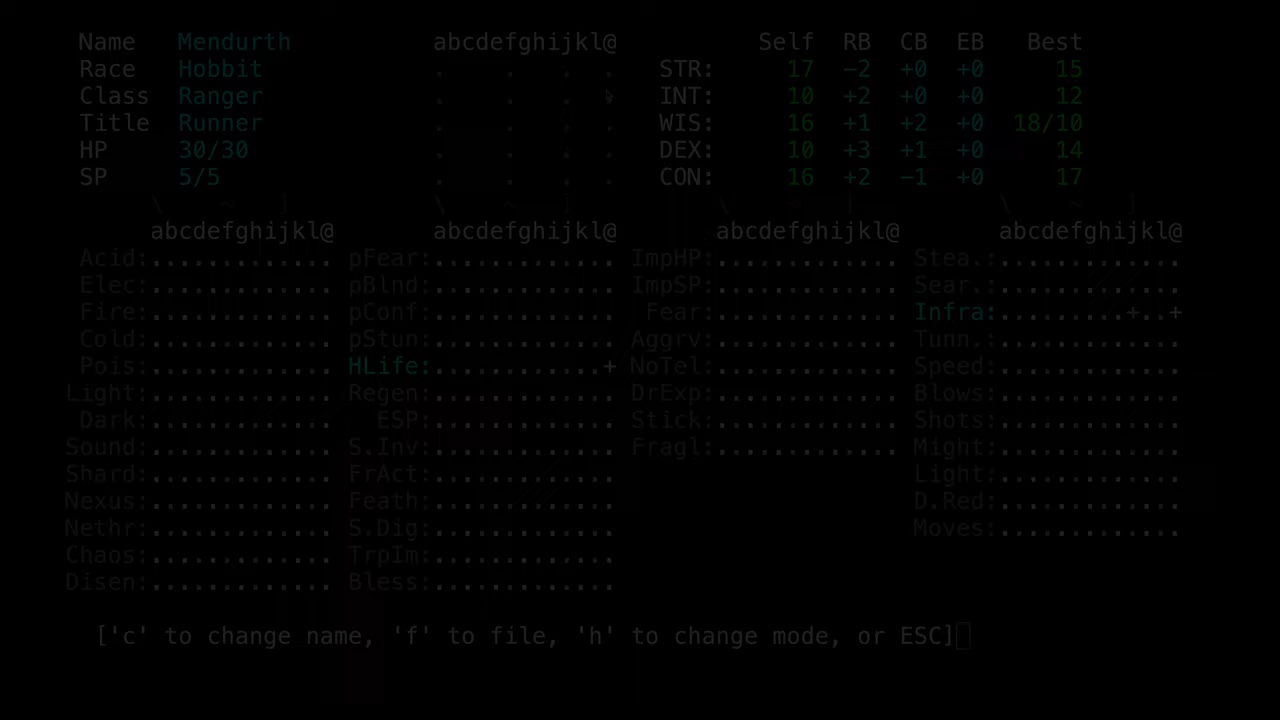 Name   Mendurth          abcdefghijkl@          Self  RB  CB  EB   Best
Race   Hobbit            .    .   .  .   STR:     17  -2  +0  +0     15
Class  Ranger            .    .   .  .   INT:     10  +2  +0  +0     12
Title  Runner            .    .   .  .   WIS:     16  +1  +2  +0  18/10
HP     30/30             .    .   .  .   DEX:     10  +3  +1  +0     14
SP     5/5               .    .   .  .   CON:     16  +2  -1  +0     17
abcdefghijkl@       abcdefghijkl@       abcdefghijkl@       abcdefghijkl@
Acid:............. pFear:............. ImpHP:............. Stea.:.............
Elec:............. pBlnd:............. ImpSP:............. Sear.:.............
Fire:............. pConf:.............  Fear:............. Infra:.........+..+
Cold:............. pStun:............. Aggrv:............. Tunn.:.............
Pois:............. HLife:............+ NoTel:............. Speed:.............
Light:............. Regen:............. DrExp:............. Blows:.............
Dark:.............   ESP:............. Stick:............. Shots:.............
Sound:............. S.Inv:............. Fragl:............. Might:.............
Shard:............. FrAct:............. Light:.............
Nexus:............. Feath:............. D.Red:.............
Nethr:............. S.Dig:............. Moves:.............
Chaos:............. TrpIm:.............
Disen:............. Bless:.............
['c' to change name, 'f' to file, 'h' to change mode, or ESC]